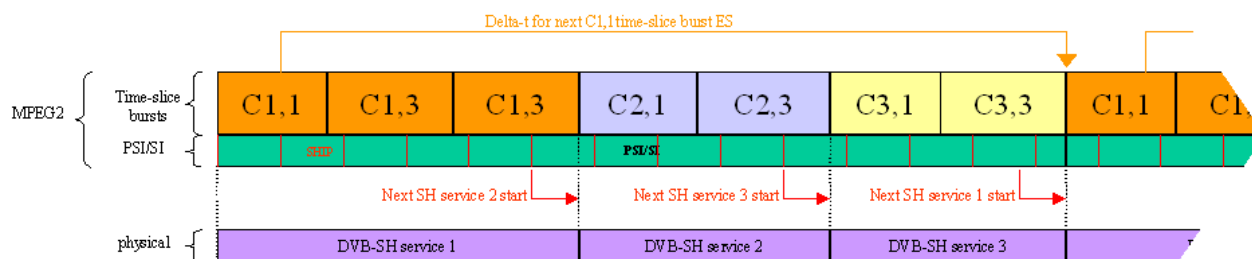 Delta-t for next C1,1 time-slice burst ES
MPEG2
Time-slice
bursts
C1,1
C1,3
C1,3
C2,1
C2,3
C3,1
C3,3
C1,1
C1,
PSI/SI
SHIP
PSI/SI
Next SH service 2 start
Next SH service 3 start
Next SH service 1 start
physical
DVB-SH service 1
DVB-SH service 2
DVB-SH service 3